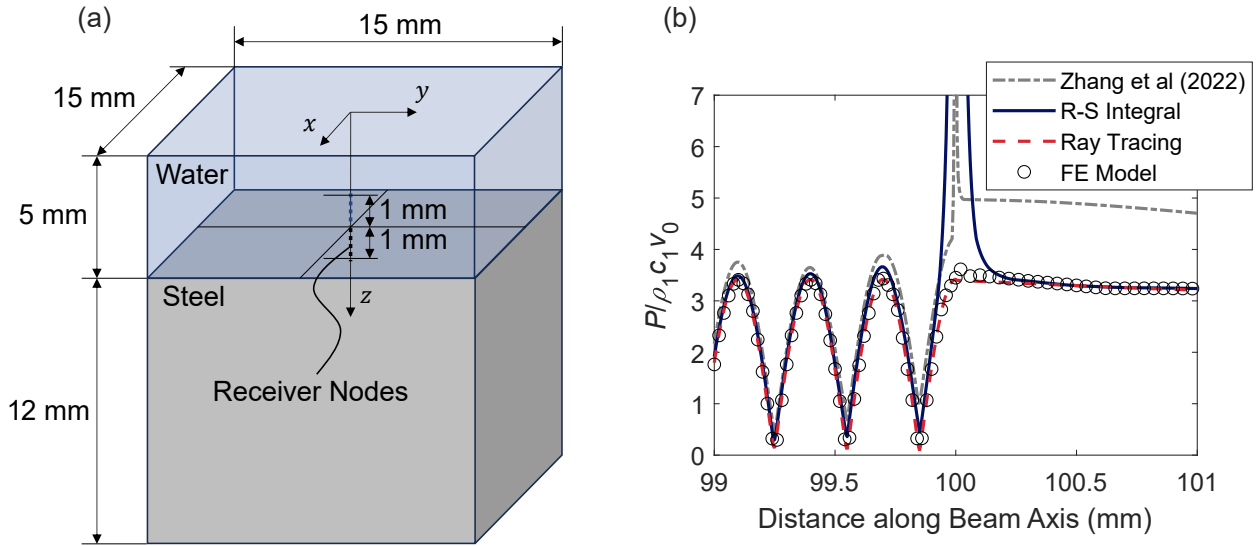 (a)
15 mm
15 mm
y
x
Water
5 mm
1 mm
1 mm
Steel
z
12 mm
Receiver Nodes
(b)
Zhang et al (2022)
R-S Integral
Ray Tracing
FE Model
7
6
5
4
3
2
1
0
P/ρ₁c₁v₀
99
99.5
100
100.5
101
Distance along Beam Axis (mm)